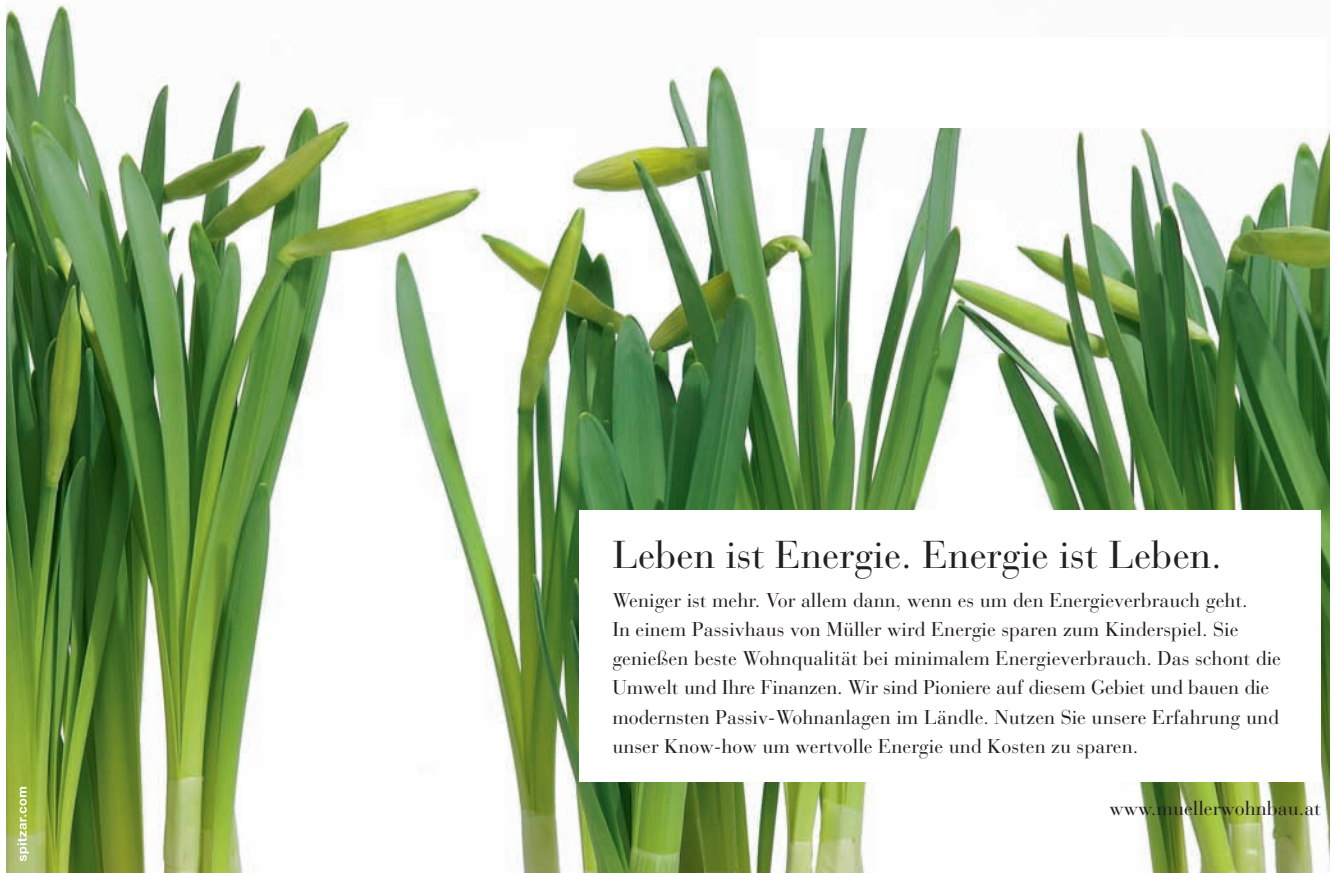 Leben ist Energie. Energie ist Leben.
Weniger ist mehr. Vor allem dann, wenn es um den Energieverbrauch geht.
In einem Passivhaus von Müller wird Energie sparen zum Kinderspiel. Sie
genießen beste Wohnqualität bei minimalem Energieverbrauch. Das schont die
Umwelt und Ihre Finanzen. Wir sind Pioniere auf diesem Gebiet und bauen die
modernsten Passiv-Wohnanlagen im Ländle. Nutzen Sie unsere Erfahrung und
unser Know-how um wertvolle Energie und Kosten zu sparen.
www.muellerwohnbau.at
spitzar.com